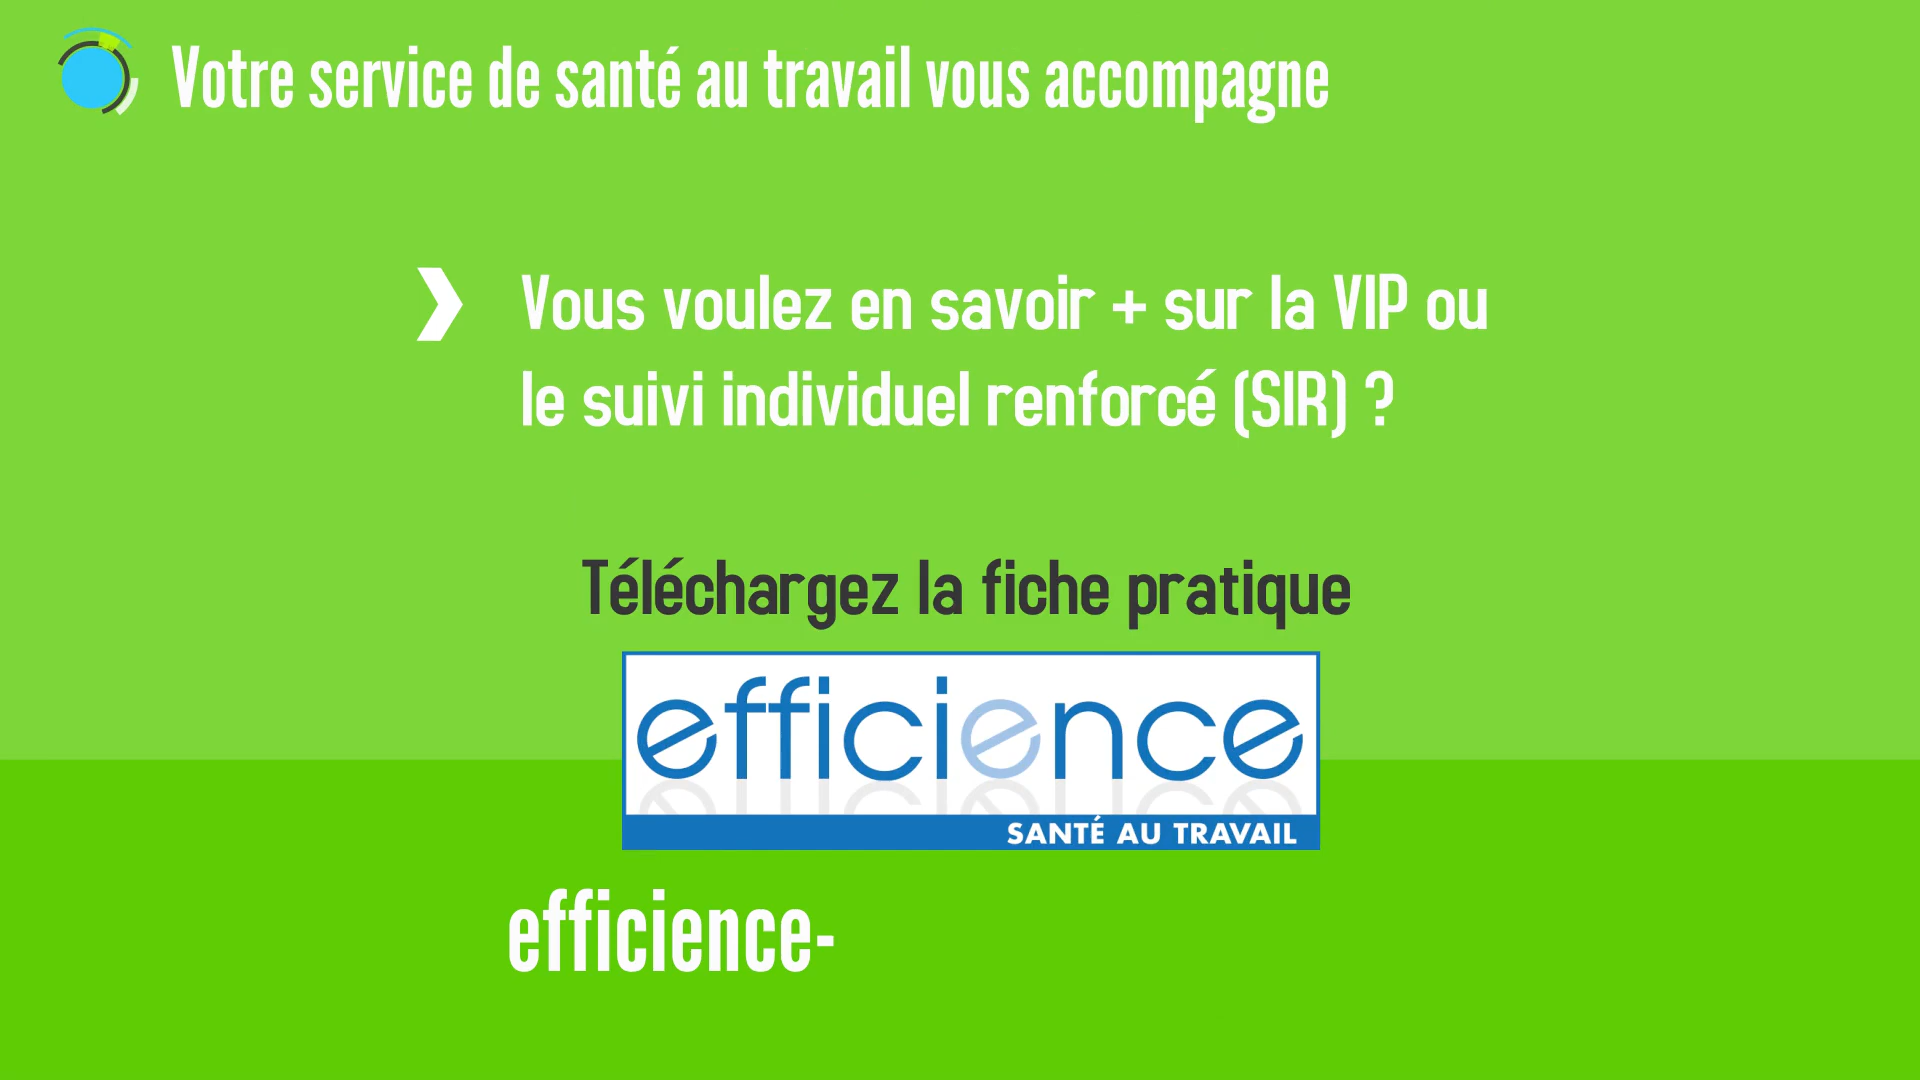 Votre service de santé au travail vous accompagne
Vous voulez en savoir + sur la VIP ou
le suivi individuel renforcé (SIR) ?
Téléchargez la fiche pratique
efficience
SANTÉ AU TRAVAIL
efficience-